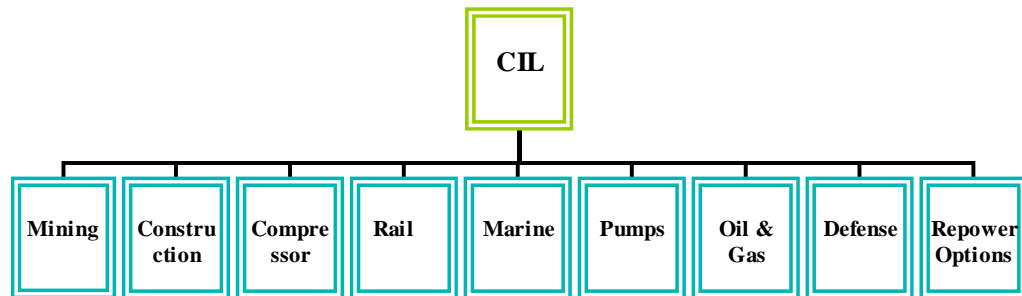 CIL
Mining
Constru
ction
Compre
ssor
Rail
Marine
Pumps
Oil &
Gas
Defense
Repower
Options